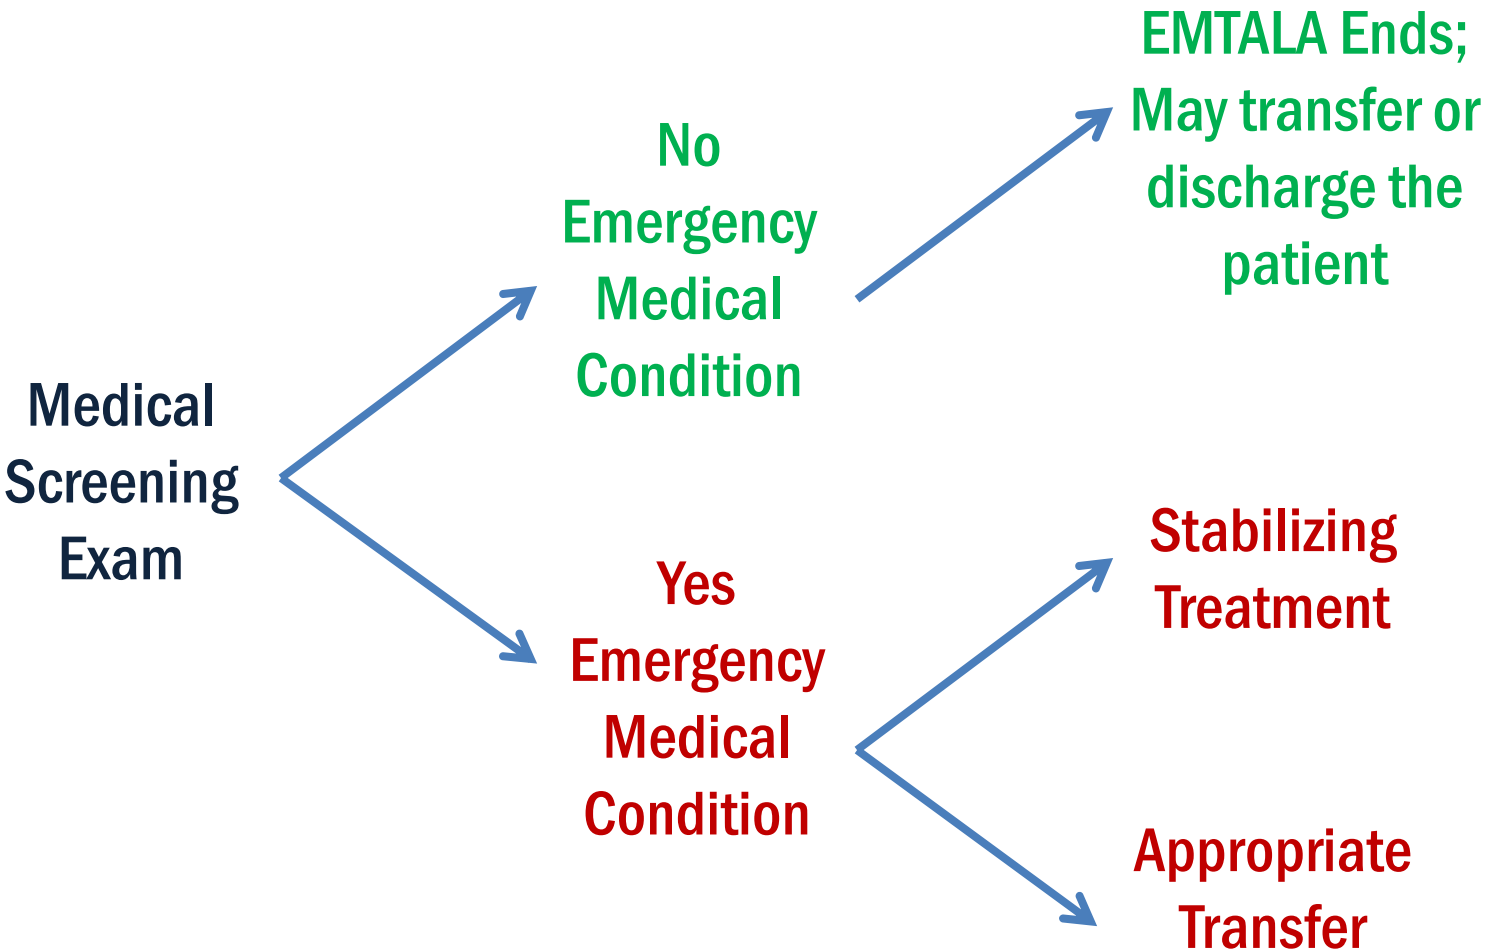 Medical
Screening
Exam
No
Emergency
Medical
Condition
EMTALA Ends;
May transfer or
discharge the
patient
Yes
Emergency
Medical
Condition
Stabilizing
Treatment
Appropriate
Transfer